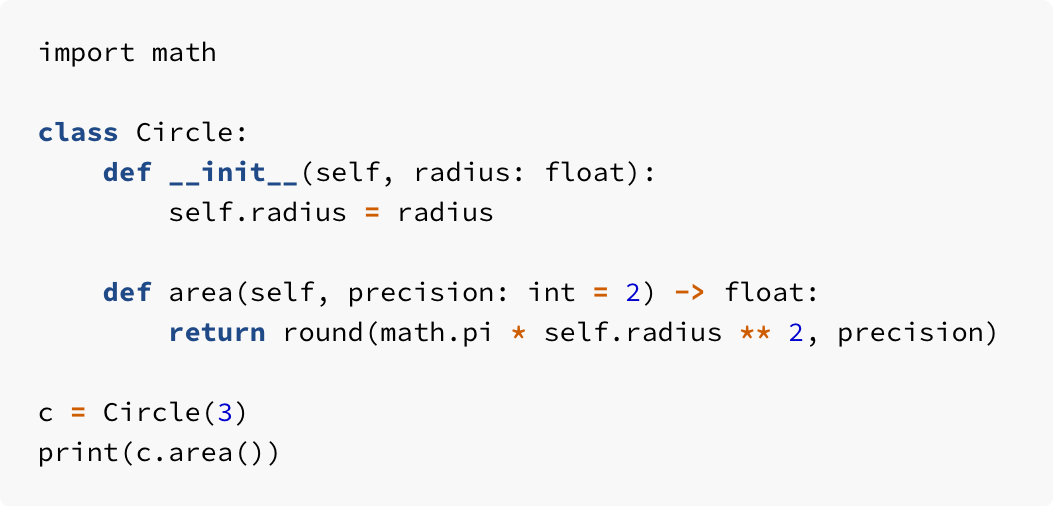 import math

class Circle:
    def __init__(self, radius: float):
        self.radius = radius

    def area(self, precision: int = 2) -> float:
        return round(math.pi * self.radius ** 2, precision)

c = Circle(3)
print(c.area())